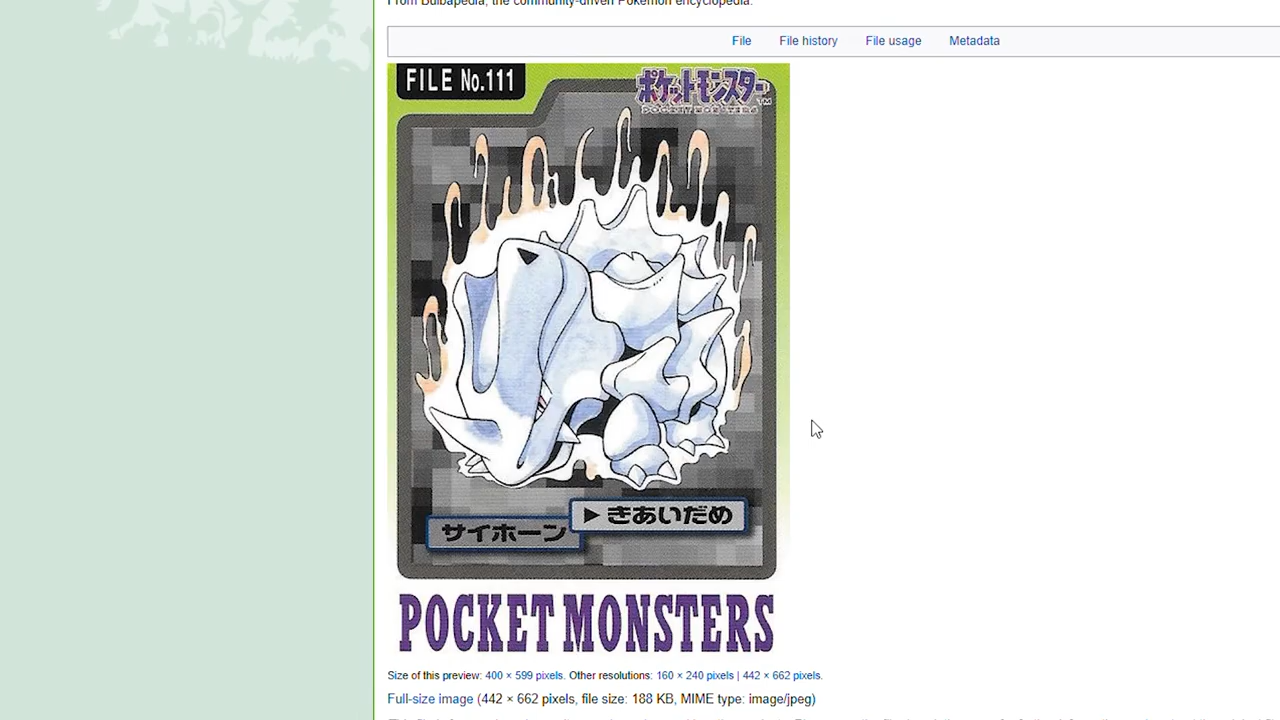 From Bulbapedia, the community-driven Pokémon encyclopedia.
File File history File usage Metadata
FILE No.111
ポケットモンスター TM
POCKET MONSTERS
サイホーン
▶ きあいだめ
POCKET MONSTERS
Size of this preview: 400 × 599 pixels. Other resolutions: 160 × 240 pixels | 442 × 662 pixels.
Full-size image (442 × 662 pixels, file size: 188 KB, MIME type: image/jpeg)